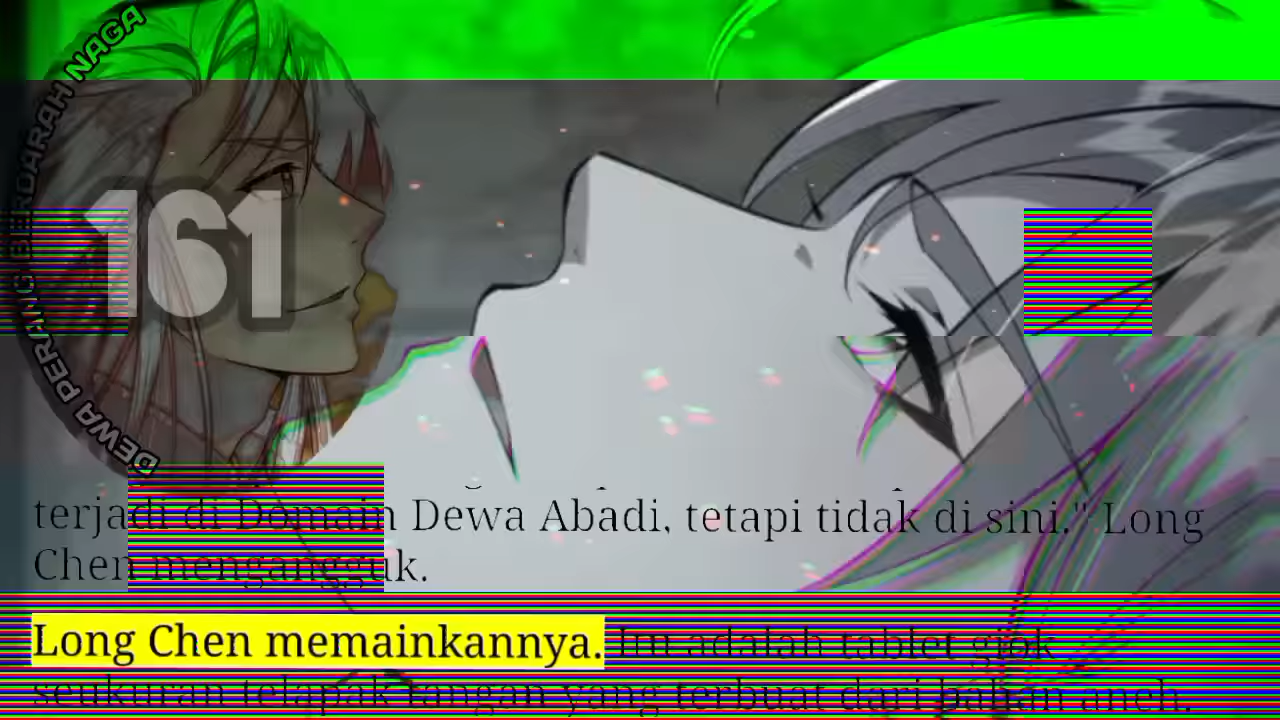 DEWA PERANG BERDARAH NAGA
161
terjadi di Domain Dewa Abadi, tetapi tidak di sini." Long
Chen mengangguk.
Long Chen memainkannya. Ini adalah tablet giok
seukuran telapak tangan yang terbuat dari bahan aneh.